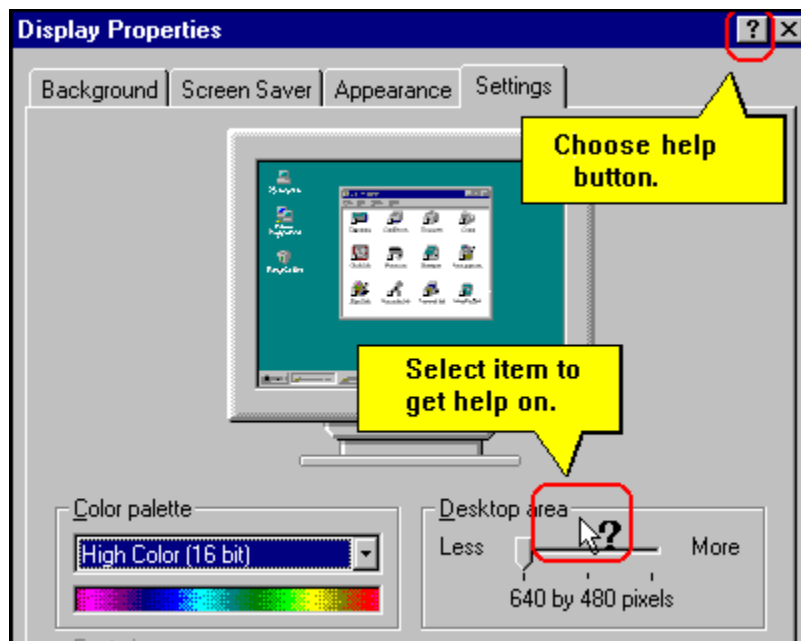 Display Properties
?
Background Screen Saver Appearance Settings
Choose help
button.
Select item to
get help on.
Color palette Desktop area
High Color (16 bit) Less ? More
640 by 480 pixels